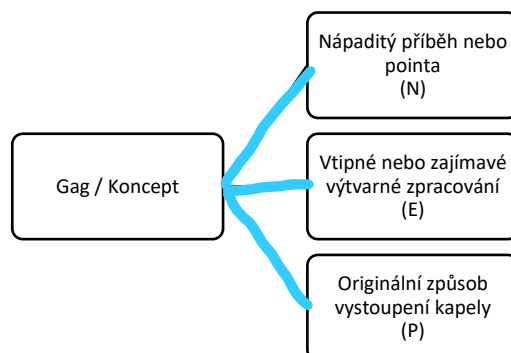 Nápaditý příběh nebo
pointa
(N)
Gag / Koncept
Vtipné nebo zajímavé
výtvarné zpracování
(E)
Originální způsob
vystoupení kapely
(P)